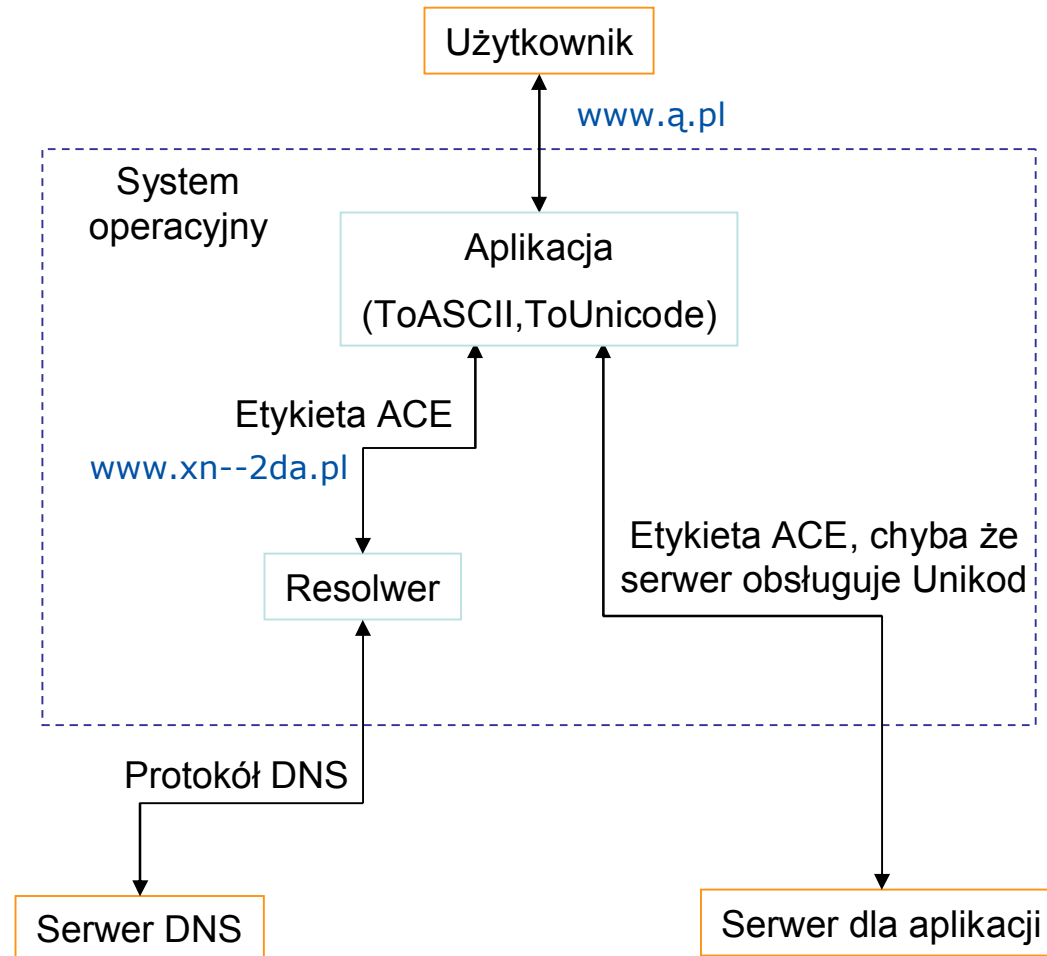 Użytkownik
www.ą.pl
System
operacyjny
Aplikacja
(ToASCII,ToUnicode)
Etykieta ACE
www.xn--2da.pl
Etykieta ACE, chyba że
serwer obsługuje Unikod
Resolwer
Protokół DNS
Serwer DNS
Serwer dla aplikacji